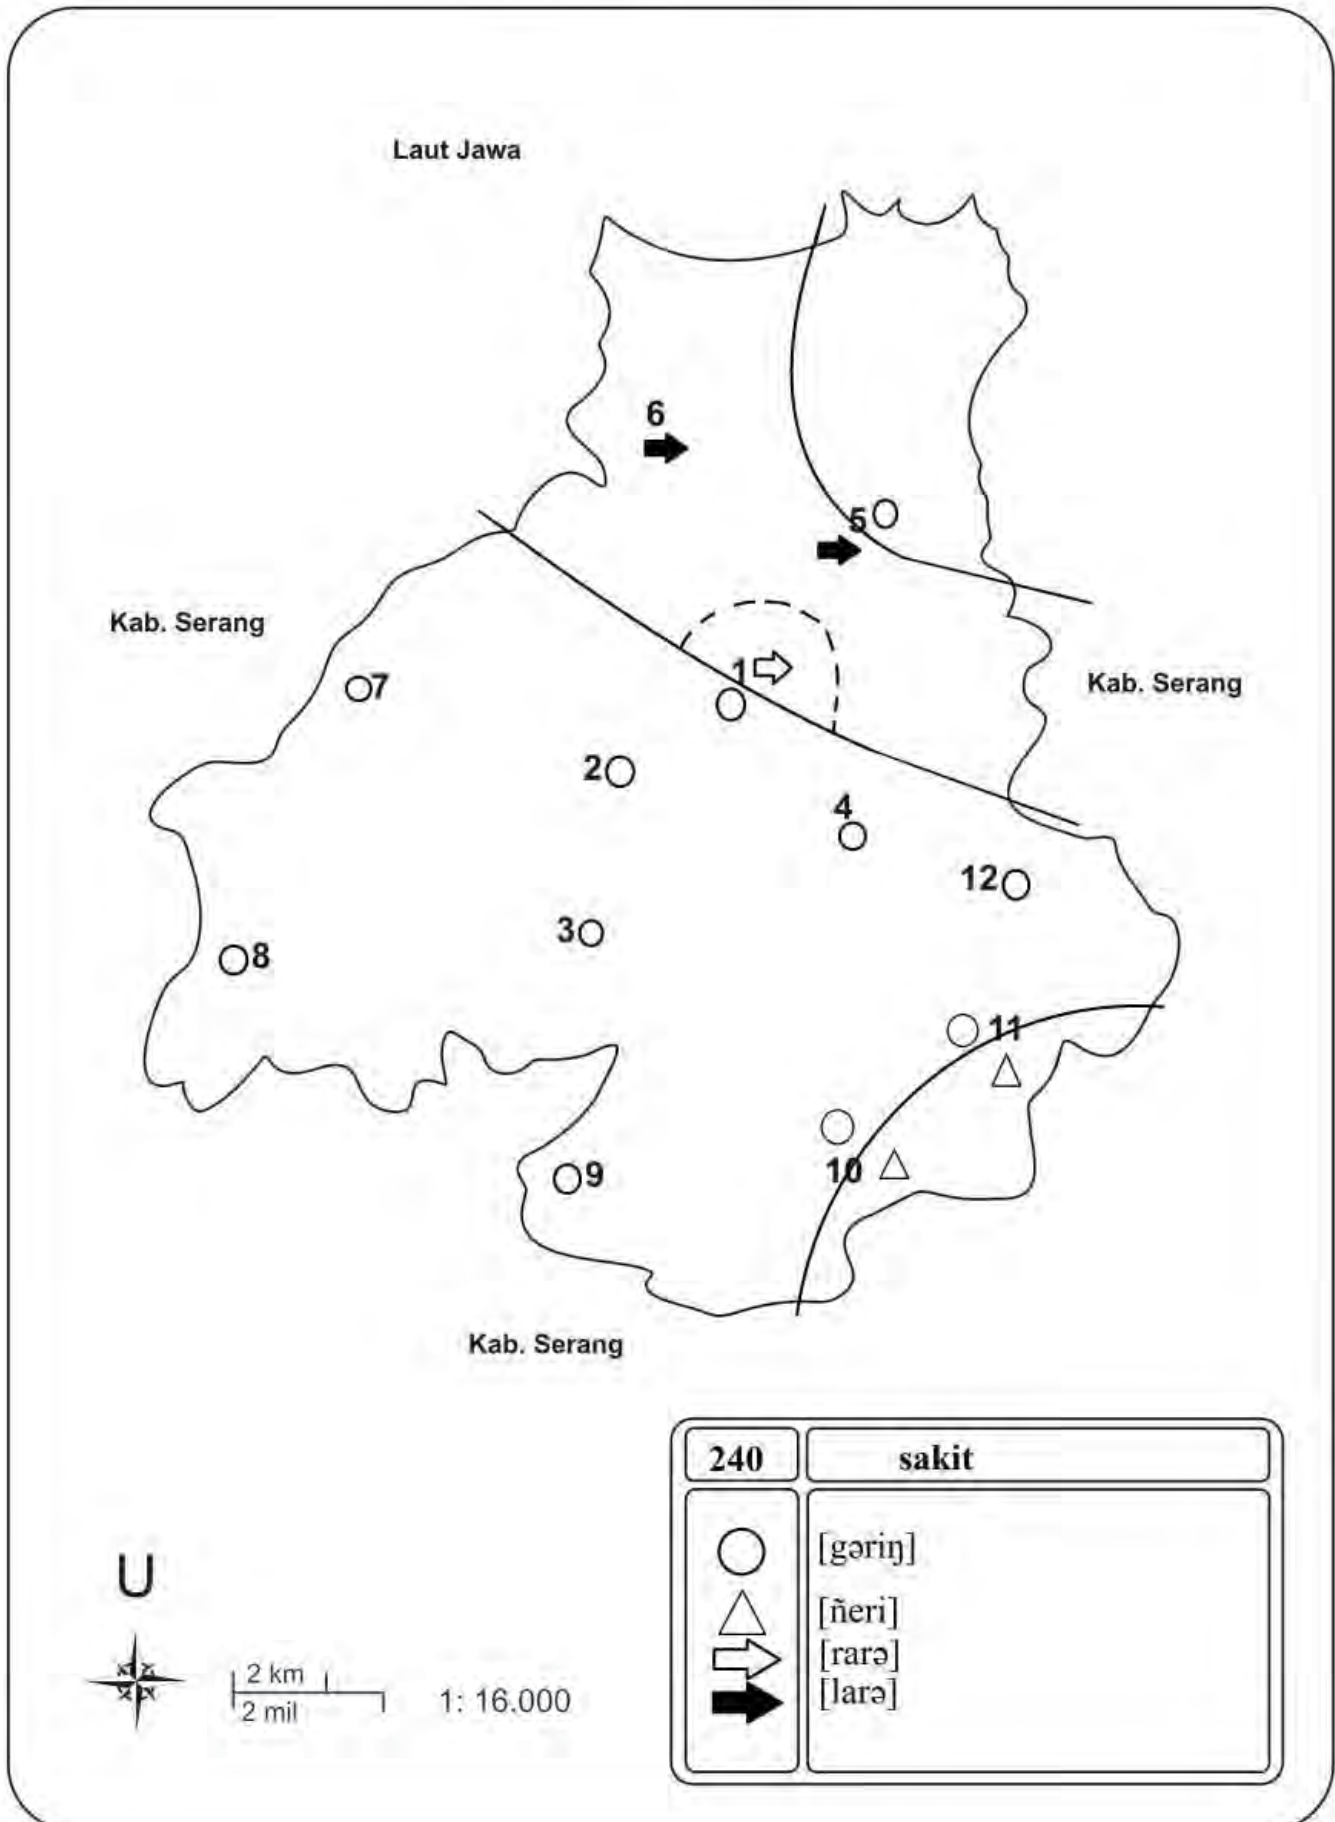 Laut Jawa
6
5
Kab. Serang
1
Kab. Serang
7
2
4
12
3
8
11
10
9
Kab. Serang
240 sakit
[gəriŋ]
[ñeri]
[rarə]
[larə]
U
2 km
2 mil
1: 16.000